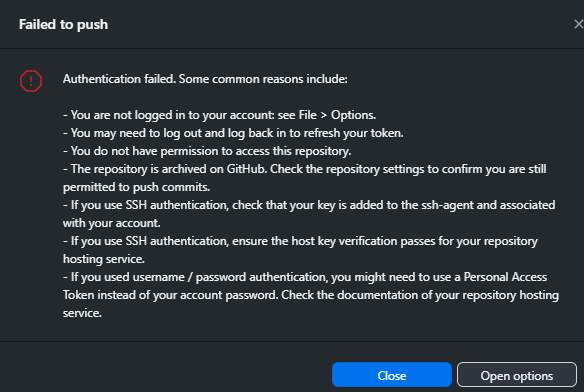 Failed to push
Authentication failed. Some common reasons include:
- You are not logged in to your account: see File > Options.
- You may need to log out and log back in to refresh your token.
- You do not have permission to access this repository.
- The repository is archived on GitHub. Check the repository settings to confirm you are still
permitted to push commits.
- If you use SSH authentication, check that your key is added to the ssh-agent and associated
with your account.
- If you use SSH authentication, ensure the host key verification passes for your repository
hosting service.
- If you used username / password authentication, you might need to use a Personal Access
Token instead of your account password. Check the documentation of your repository hosting
service.
Close
Open options